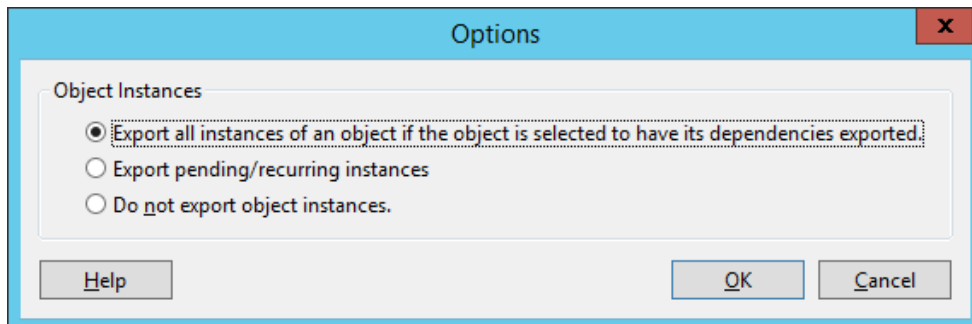 Options
x
Object Instances
Export all instances of an object if the object is selected to have its dependencies exported.
Export pending/recurring instances
Do not export object instances.
Help
OK
Cancel